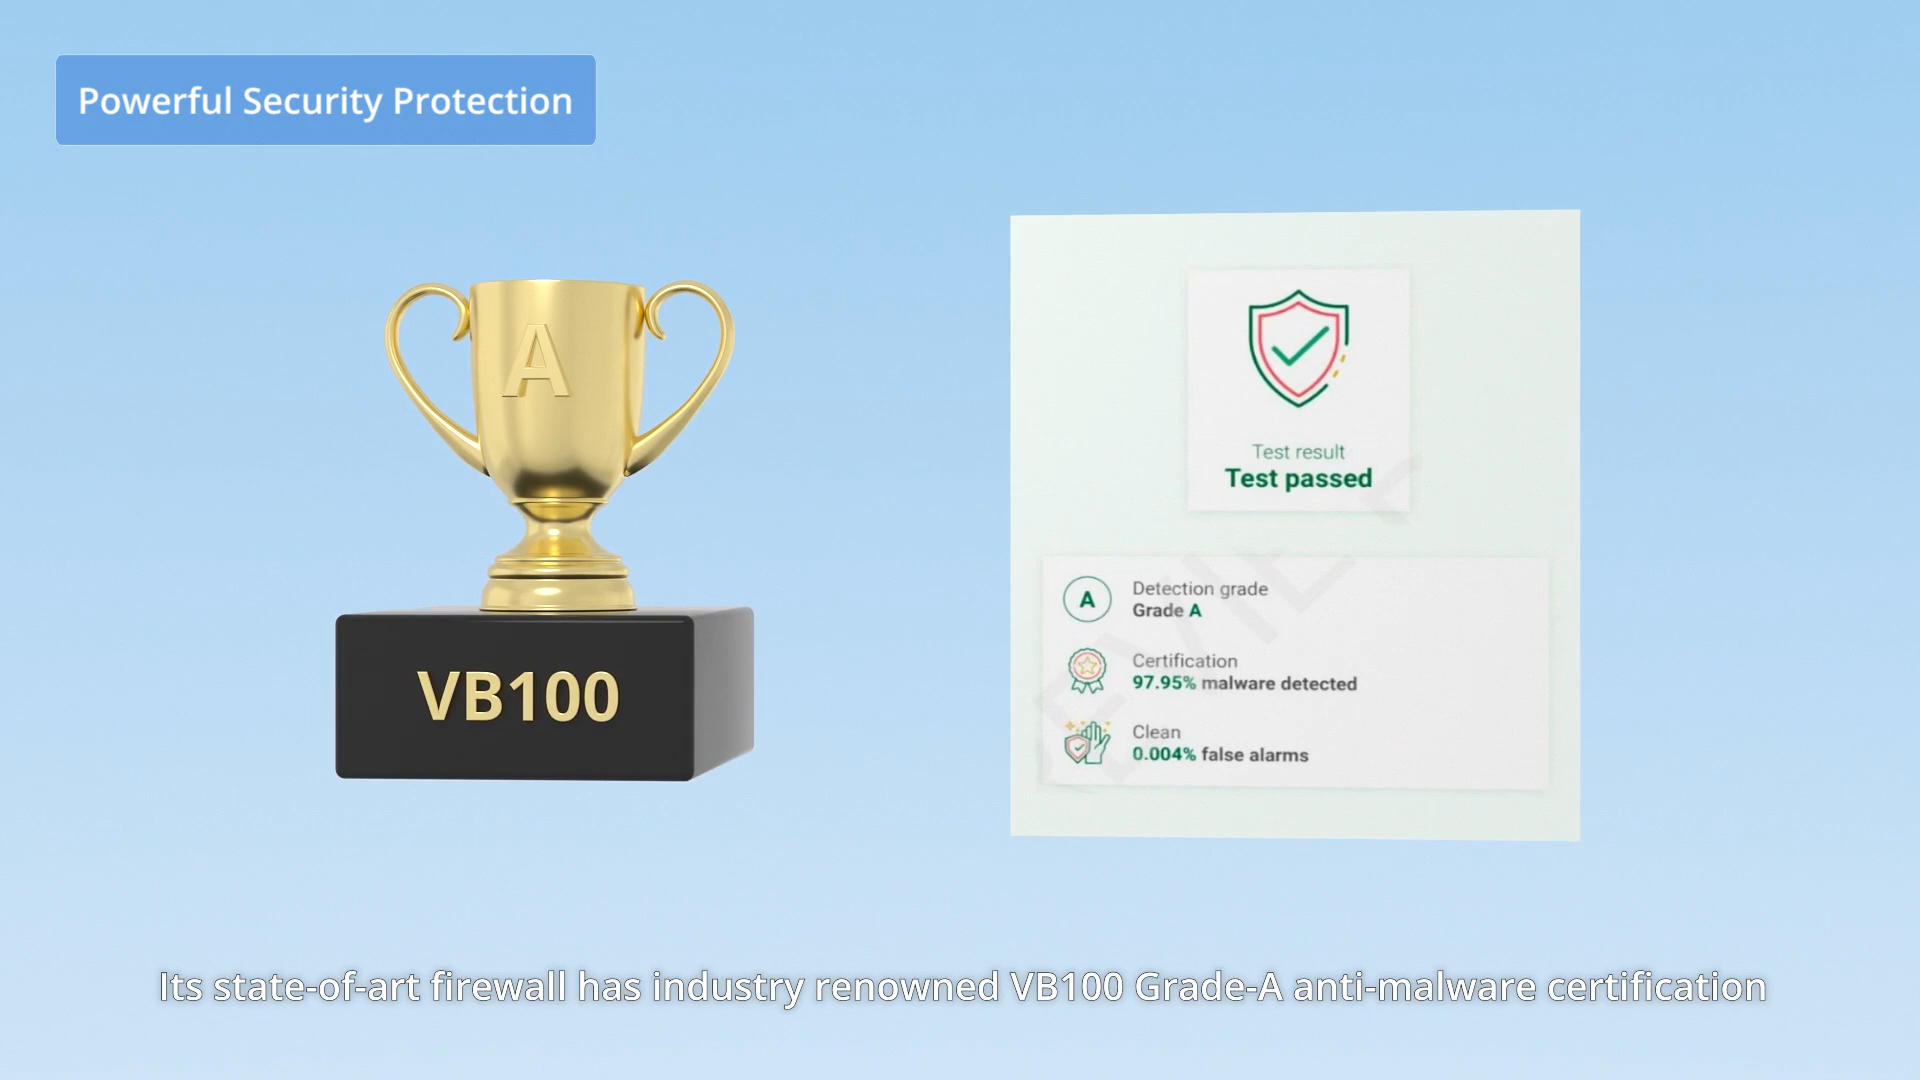 Powerful Security Protection
A
VB100
Test result
Test passed
A
Detection grade
Grade A
Certification
97.95% malware detected
Clean
0.004% false alarms
Its state-of-art firewall has industry renowned VB100 Grade-A anti-malware certification